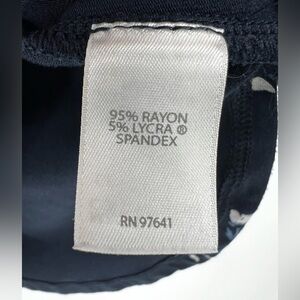 95% RAYON
5% LYCRA ®
SPANDEX
RN 97641